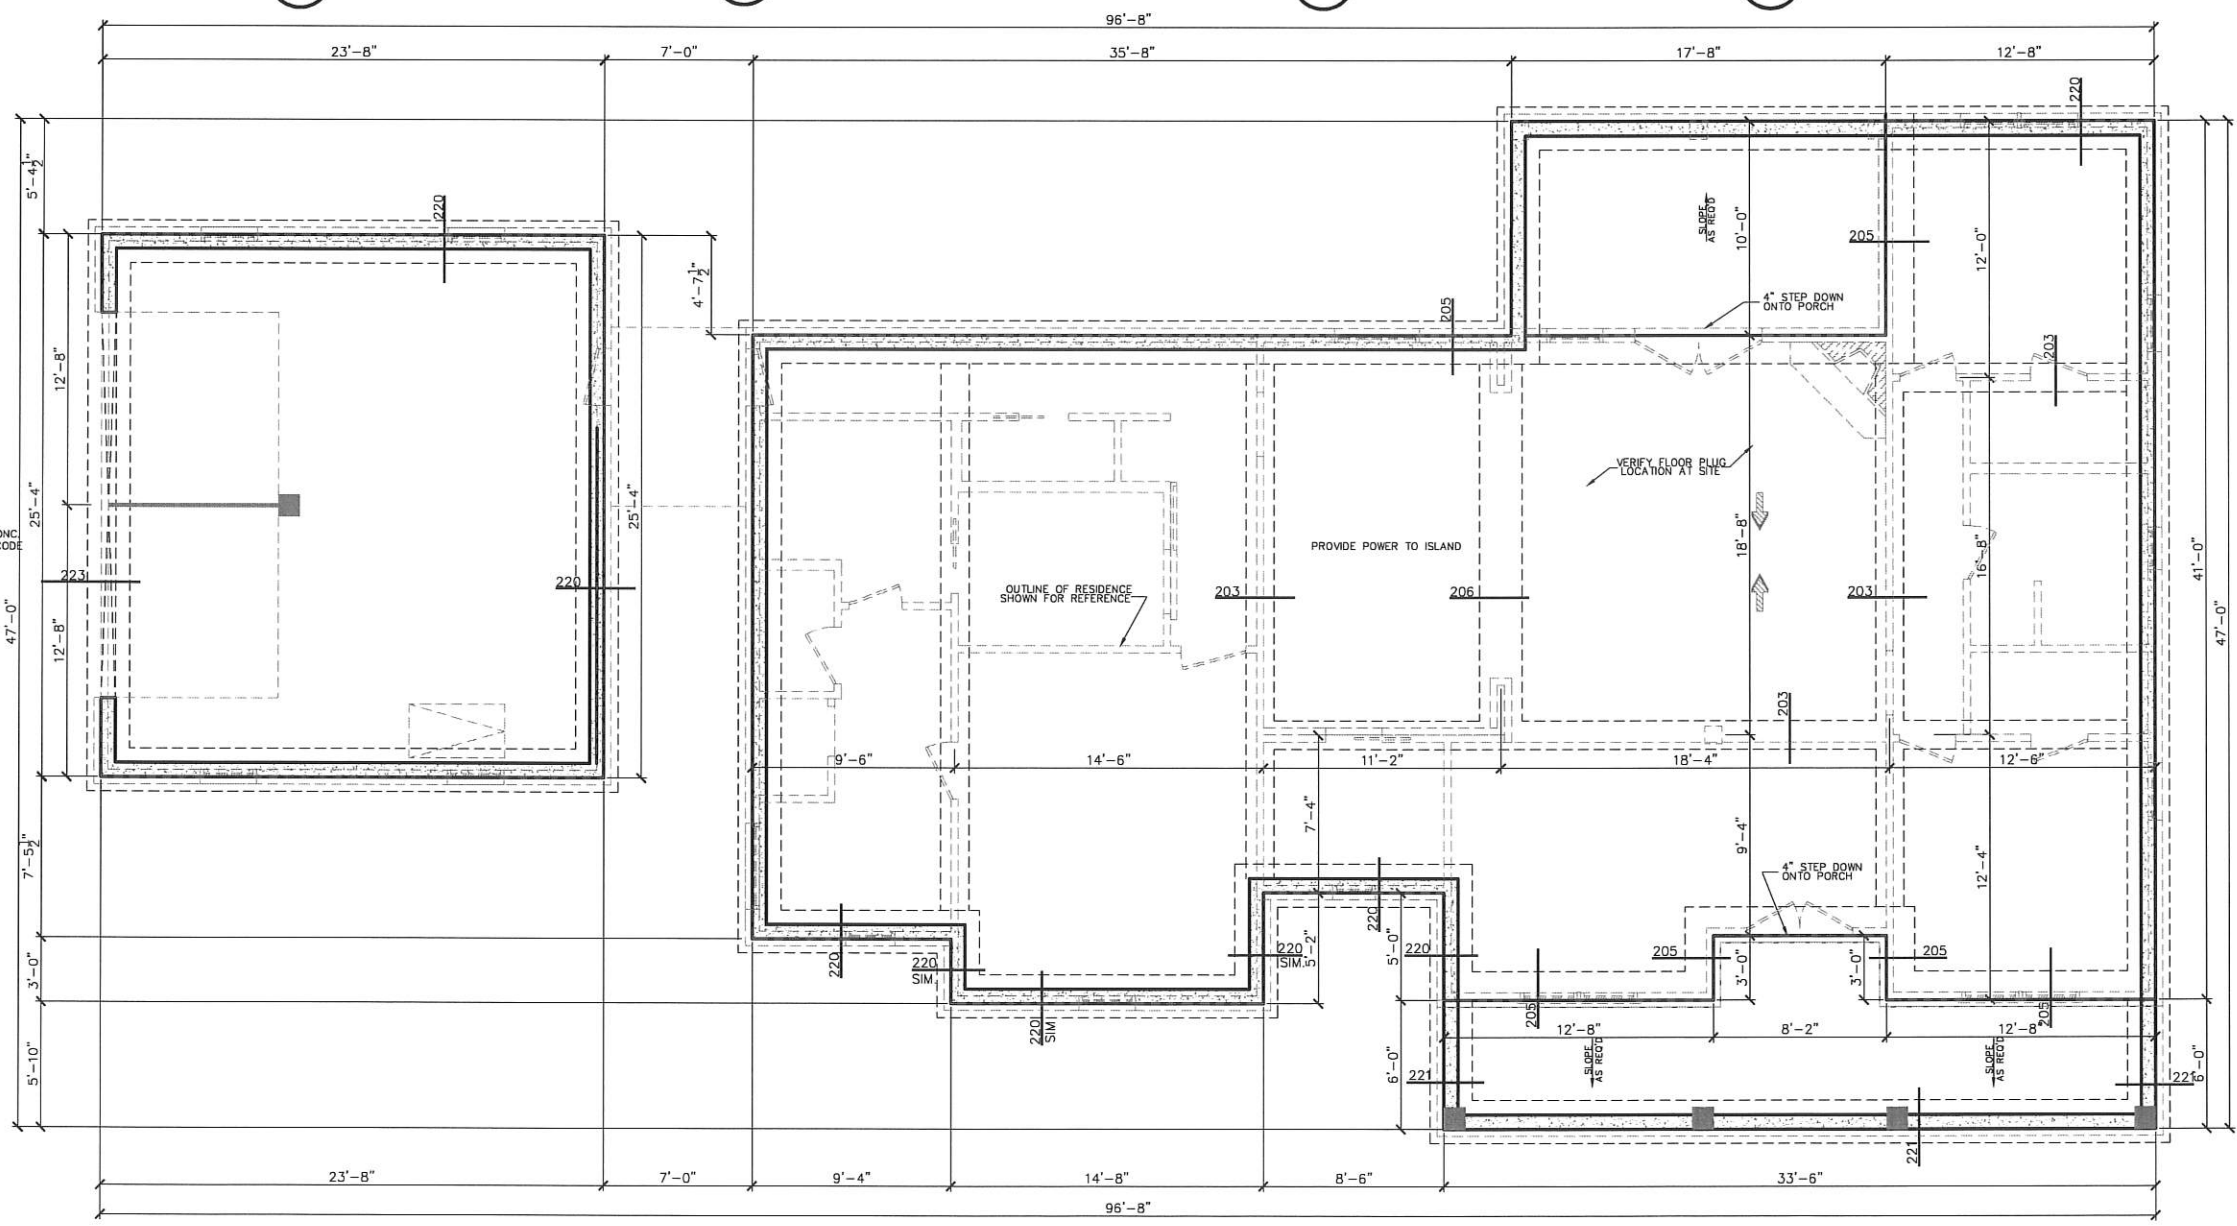 96'-8"
23'-8" 7'-0" 35'-8" 17'-8" 12'-8"
220
5'-4½"
220
10'-0"
SLOPE
AS REQ'D
205
12'-0"
4'-7½"
205
4" STEP DOWN
ONTO PORCH
203
12'-8"
VERIFY FLOOR PLUG
LOCATION AT SITE
25'-4"
25'-4"
CODE
18'-8"
16'-8"
41'-0"
PROVIDE POWER TO ISLAND
223
220
OUTLINE OF RESIDENCE
SHOWN FOR REFERENCE
203
206
203
47'-0"
12'-8"
47'-0"
203
9'-6" 14'-6" 11'-2" 18'-4" 12'-6"
7'-4"
9'-4"
7'-5½"
4" STEP DOWN
ONTO PORCH
12'-4"
220
220
220
SIM.
220
SIM.
5'-2"
5'-0"
220
205
205
3'-0"
3'-0"
3'-0"
220
SIM
205
205
12'-8" 8'-2" 12'-8"
5'-10"
6'-0"
SLOPE
AS REQ'D
SLOPE
AS REQ'D
221
221
6'-0"
221
23'-8" 7'-0" 9'-4" 14'-8" 8'-6" 33'-6"
96'-8"